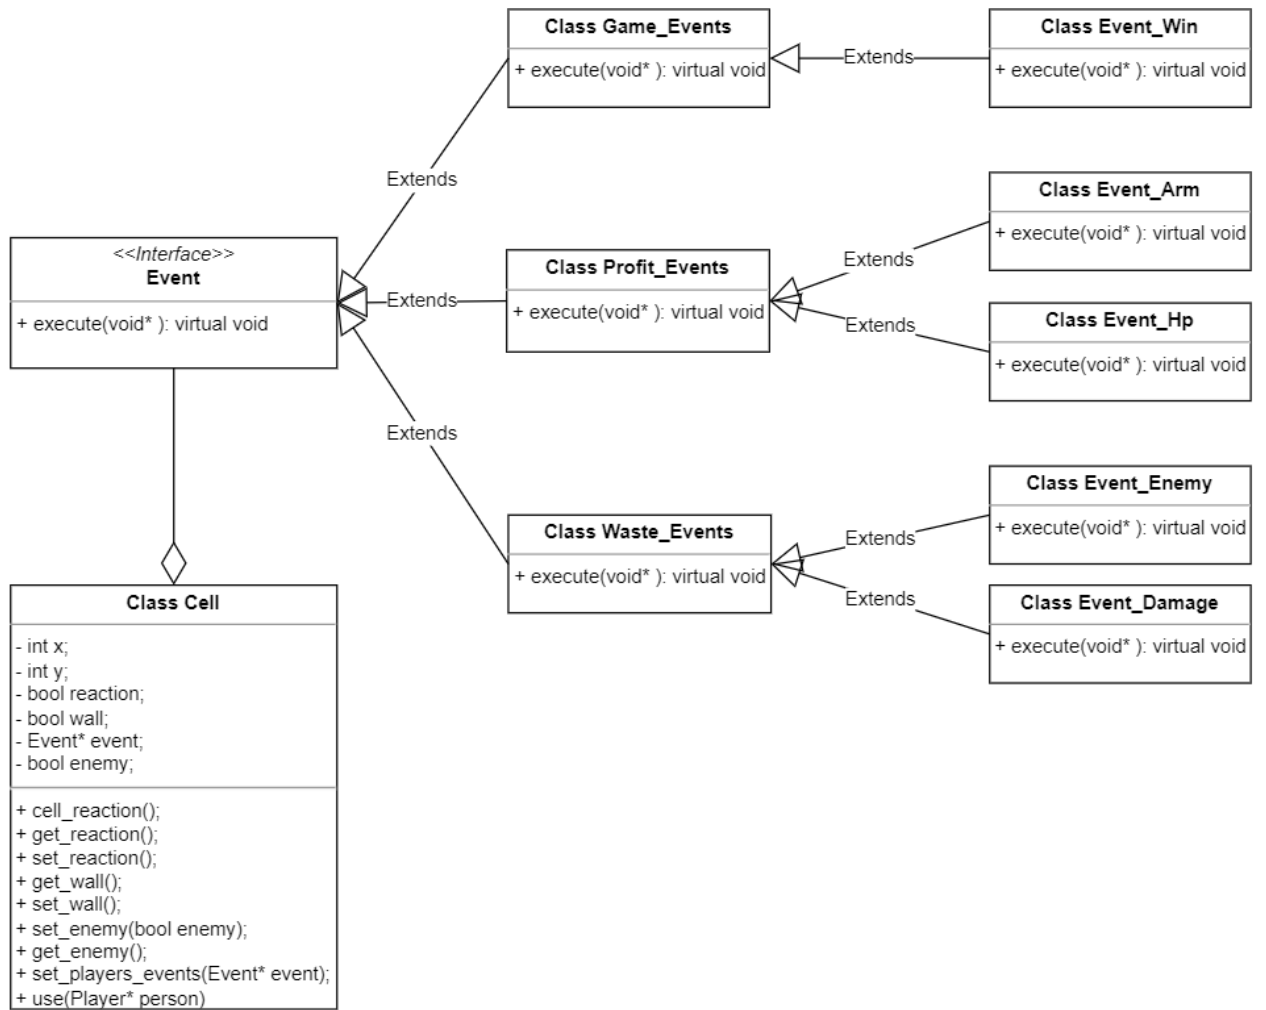 Class Game_Events
+ execute(void* ): virtual void
Extends
Class Event_Win
+ execute(void* ): virtual void
Extends
Class Event_Arm
+ execute(void* ): virtual void
<<Interface>>
Event
+ execute(void* ): virtual void
Extends
Class Profit_Events
+ execute(void* ): virtual void
Extends
Extends
Class Event_Hp
+ execute(void* ): virtual void
Extends
Class Waste_Events
+ execute(void* ): virtual void
Extends
Class Event_Enemy
+ execute(void* ): virtual void
Extends
Class Event_Damage
+ execute(void* ): virtual void
Class Cell
- int x;
- int y;
- bool reaction;
- bool wall;
- Event* event;
- bool enemy;
+ cell_reaction();
+ get_reaction();
+ set_reaction();
+ get_wall();
+ set_wall();
+ set_enemy(bool enemy);
+ get_enemy();
+ set_players_events(Event* event);
+ use(Player* person)